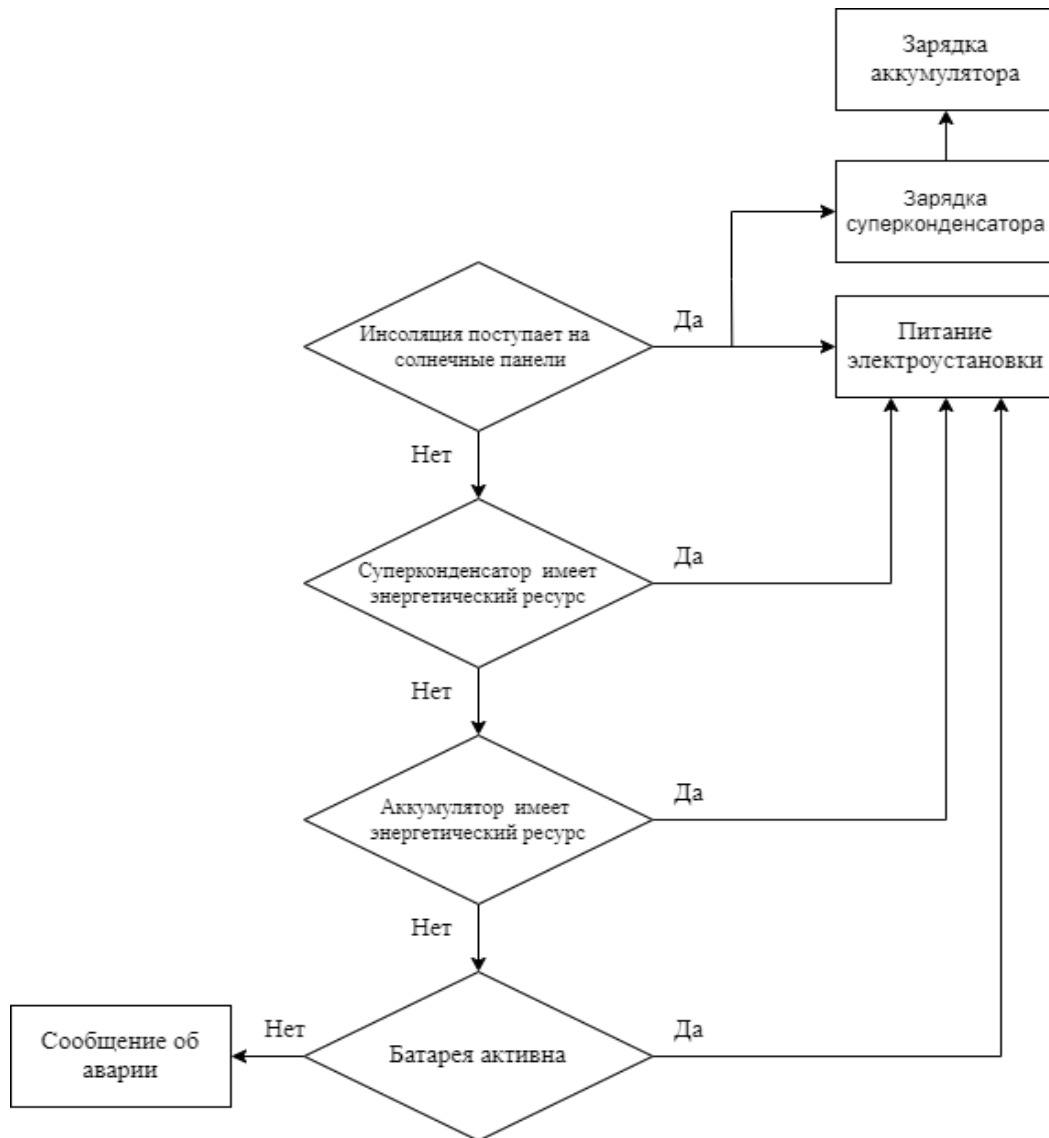 Зарядка
аккумулятора
Зарядка
суперконденсатора
Инсоляция поступает на
солнечные панели
Да
Питание
электроустановки
Нет
Суперконденсатор имеет
энергетический ресурс
Да
Нет
Аккумулятор имеет
энергетический ресурс
Да
Нет
Сообщение об
аварии
Нет
Батарея активна
Да